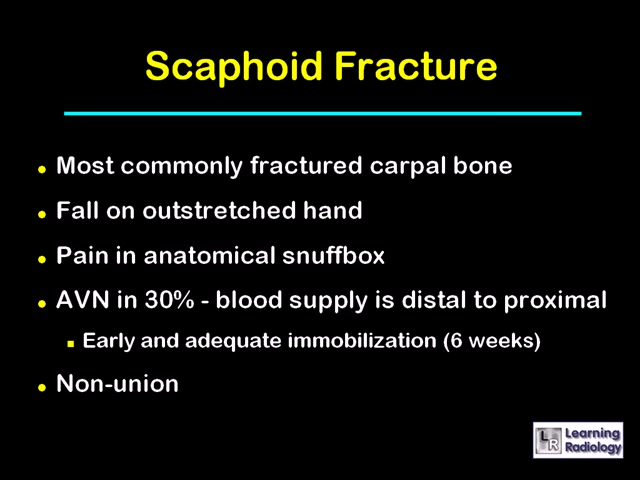 Scaphoid Fracture
Most commonly fractured carpal bone
Fall on outstretched hand
Pain in anatomical snuffbox
AVN in 30% - blood supply is distal to proximal
Early and adequate immobilization (6 weeks)
Non-union
LR
Learning
Radiology